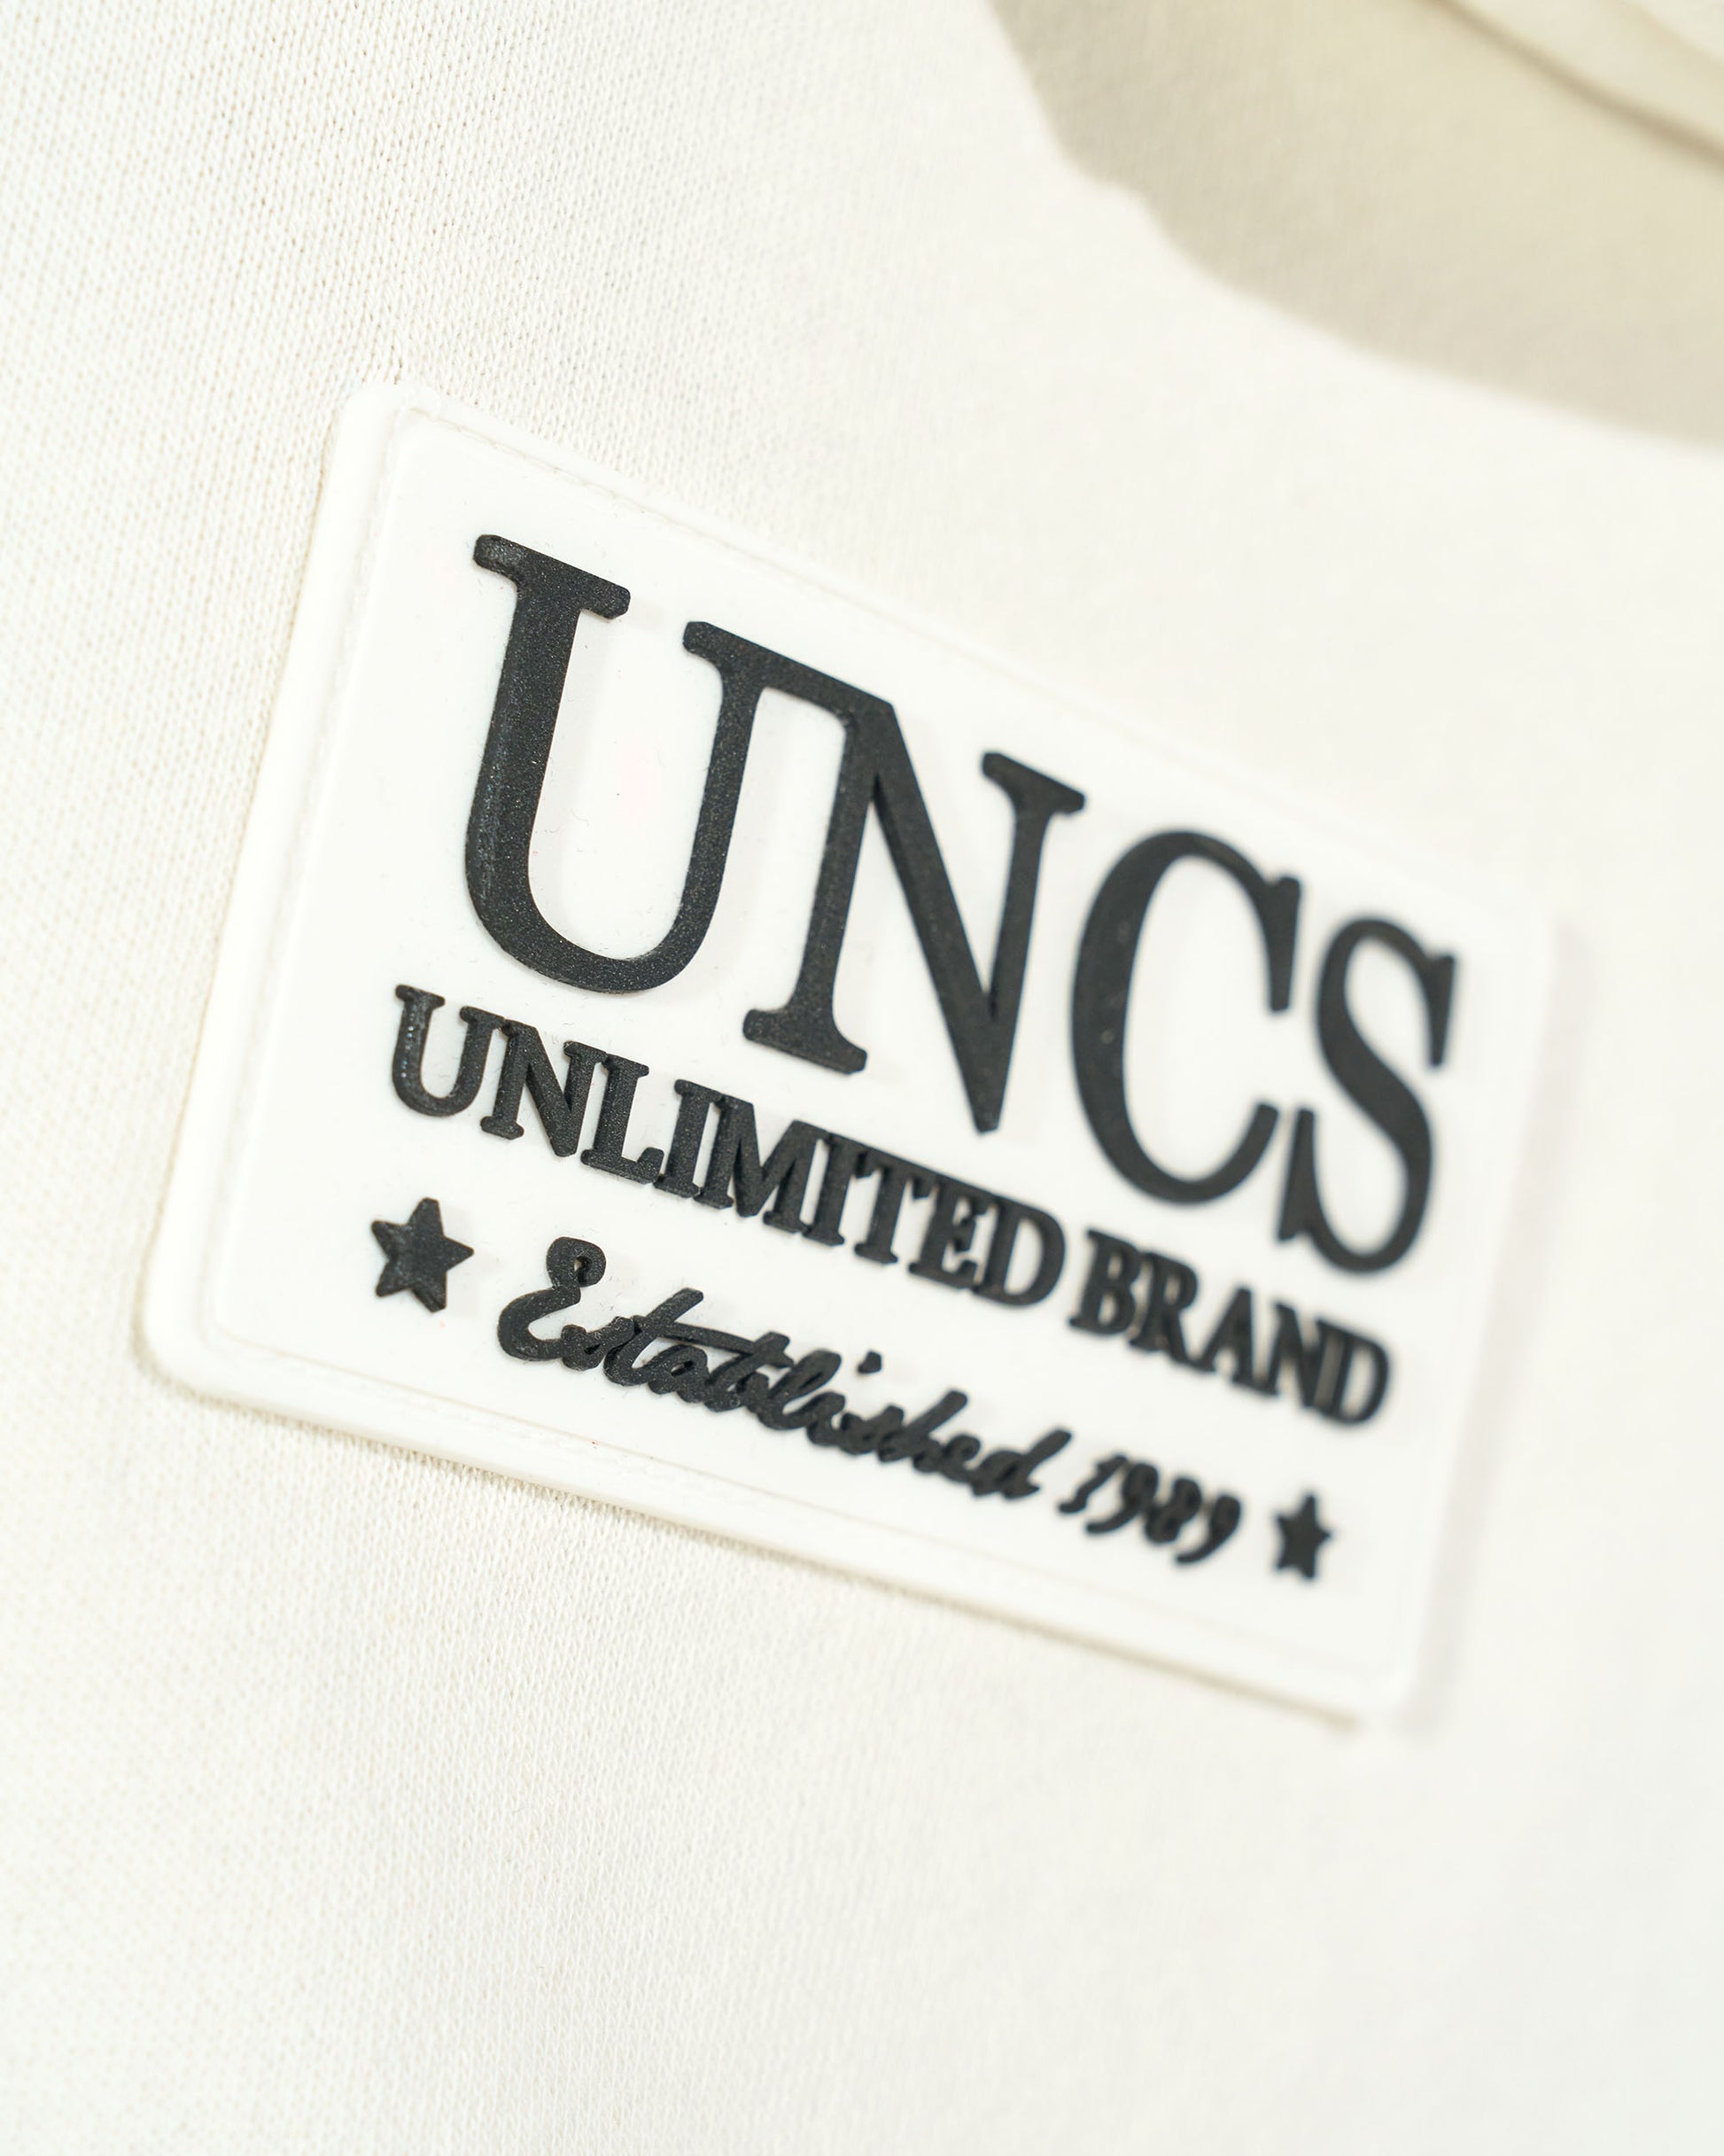 UNCS
UNLIMITED BRAND
★ Established 1989 ★